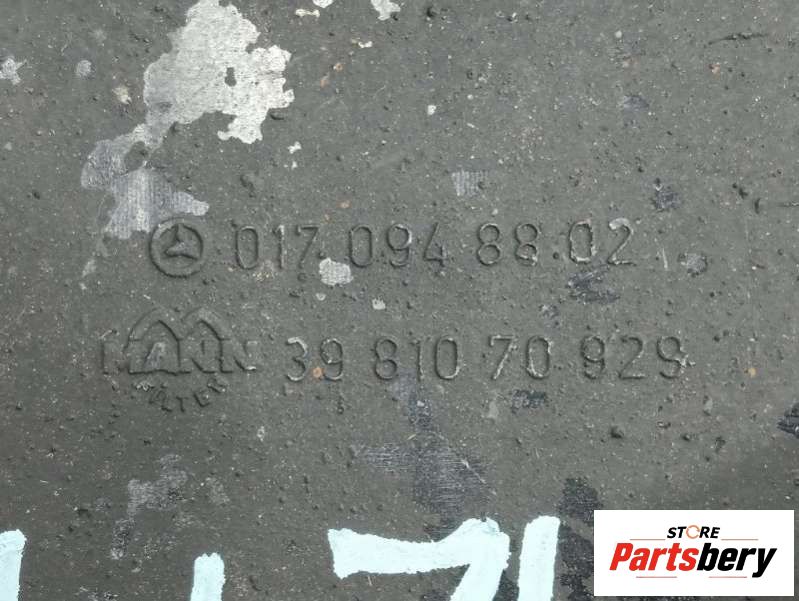 017 094 88 02
MANN 39 810 70 929
FILTER
STORE
Partsbery